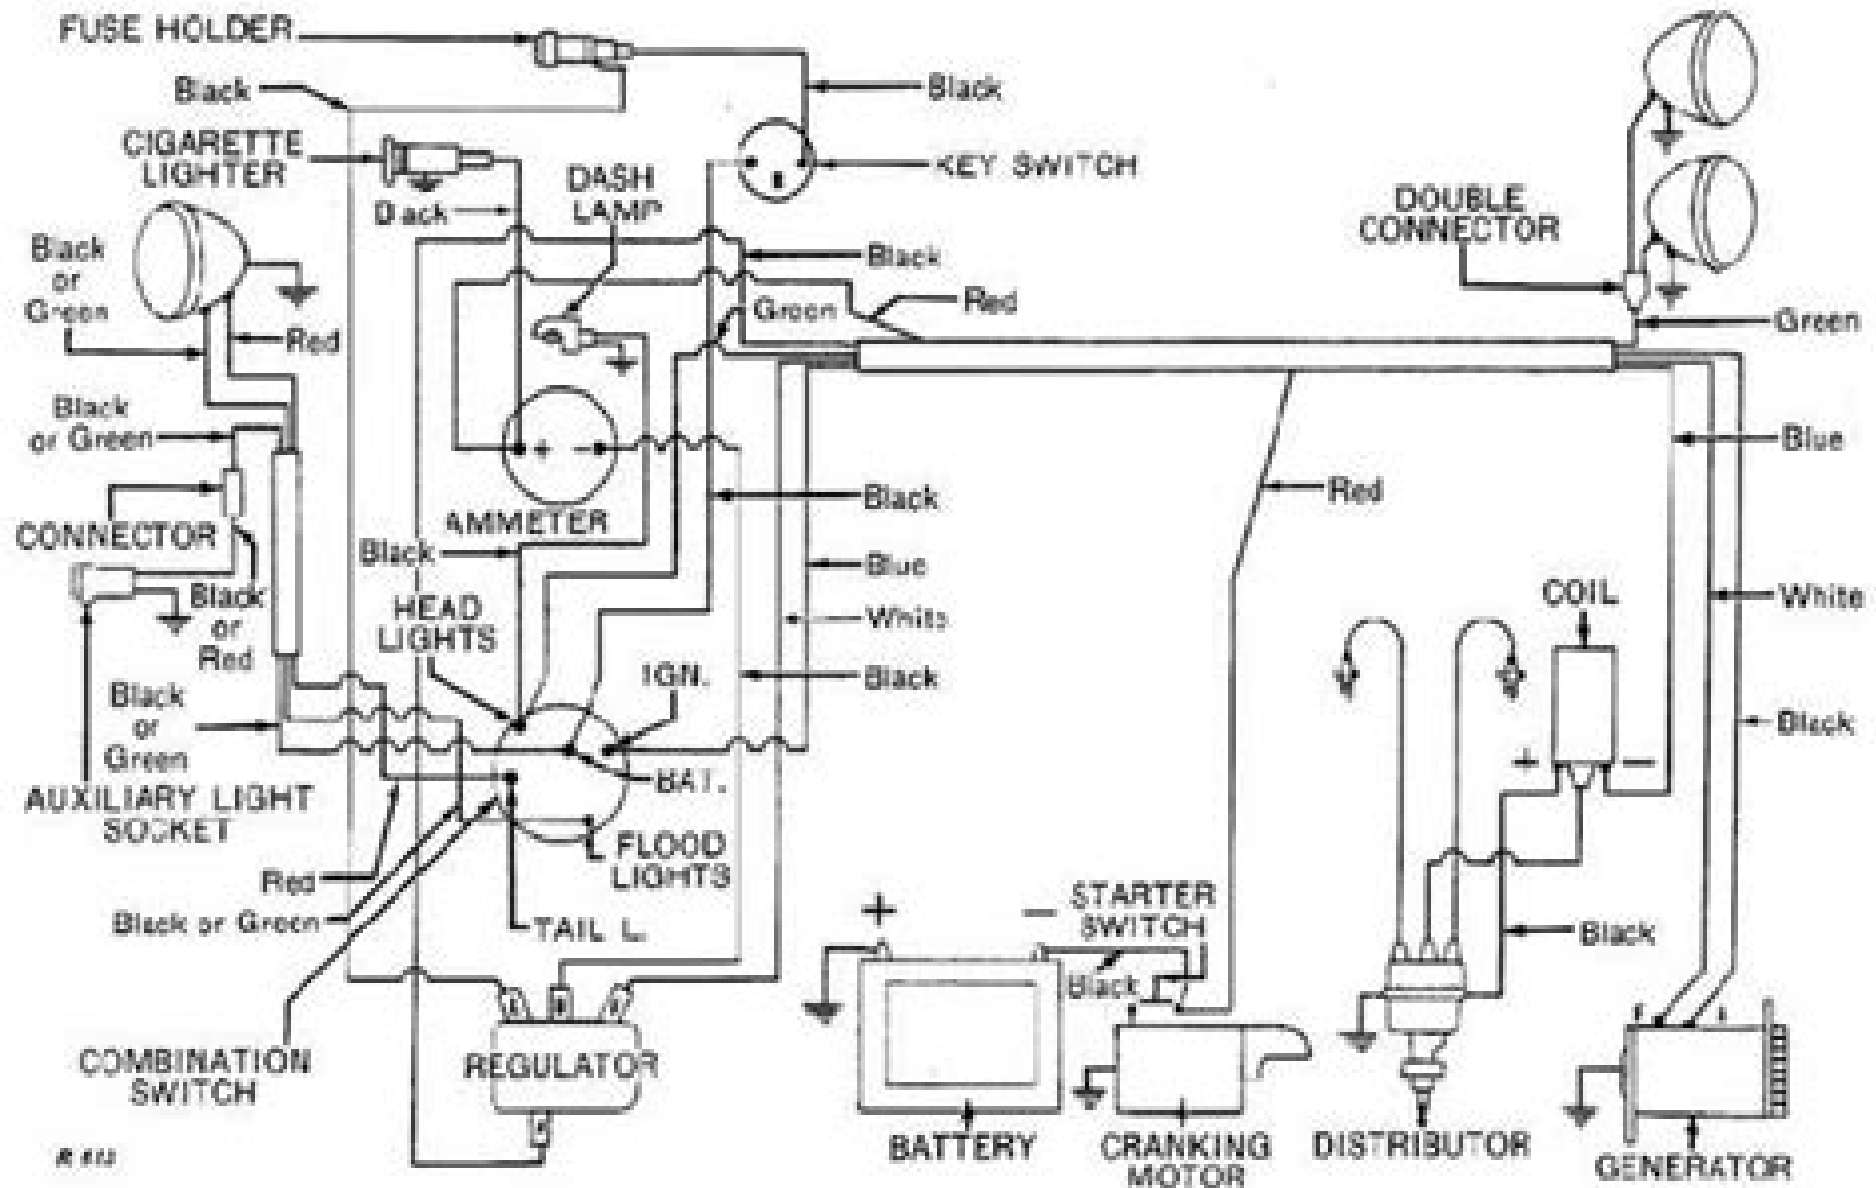 FUSE HOLDER
Black
Black
CIGARETTE
LIGHTER
KEY SWITCH
DASH
LAMP
Dack
DOUBLE
CONNECTOR
Black
or
Green
Black
Red
Green
Green
Red
Black
or Green
Blue
Black
Red
AMMETER
CONNECTOR
Black
Blue
COIL
Black
or
Red
HEAD
LIGHTS
White
White
IGN.
Black
Black
or
Green
Black
+ -
+ -
BAT.
AUXILIARY LIGHT
SOCKET
FLOOD
LIGHTS
Red
Black or Green
TAIL L.
+ -
STARTER
SWITCH
Black
Black
COMBINATION
SWITCH
REGULATOR
BATTERY
CRANKING
MOTOR
DISTRIBUTOR
GENERATOR